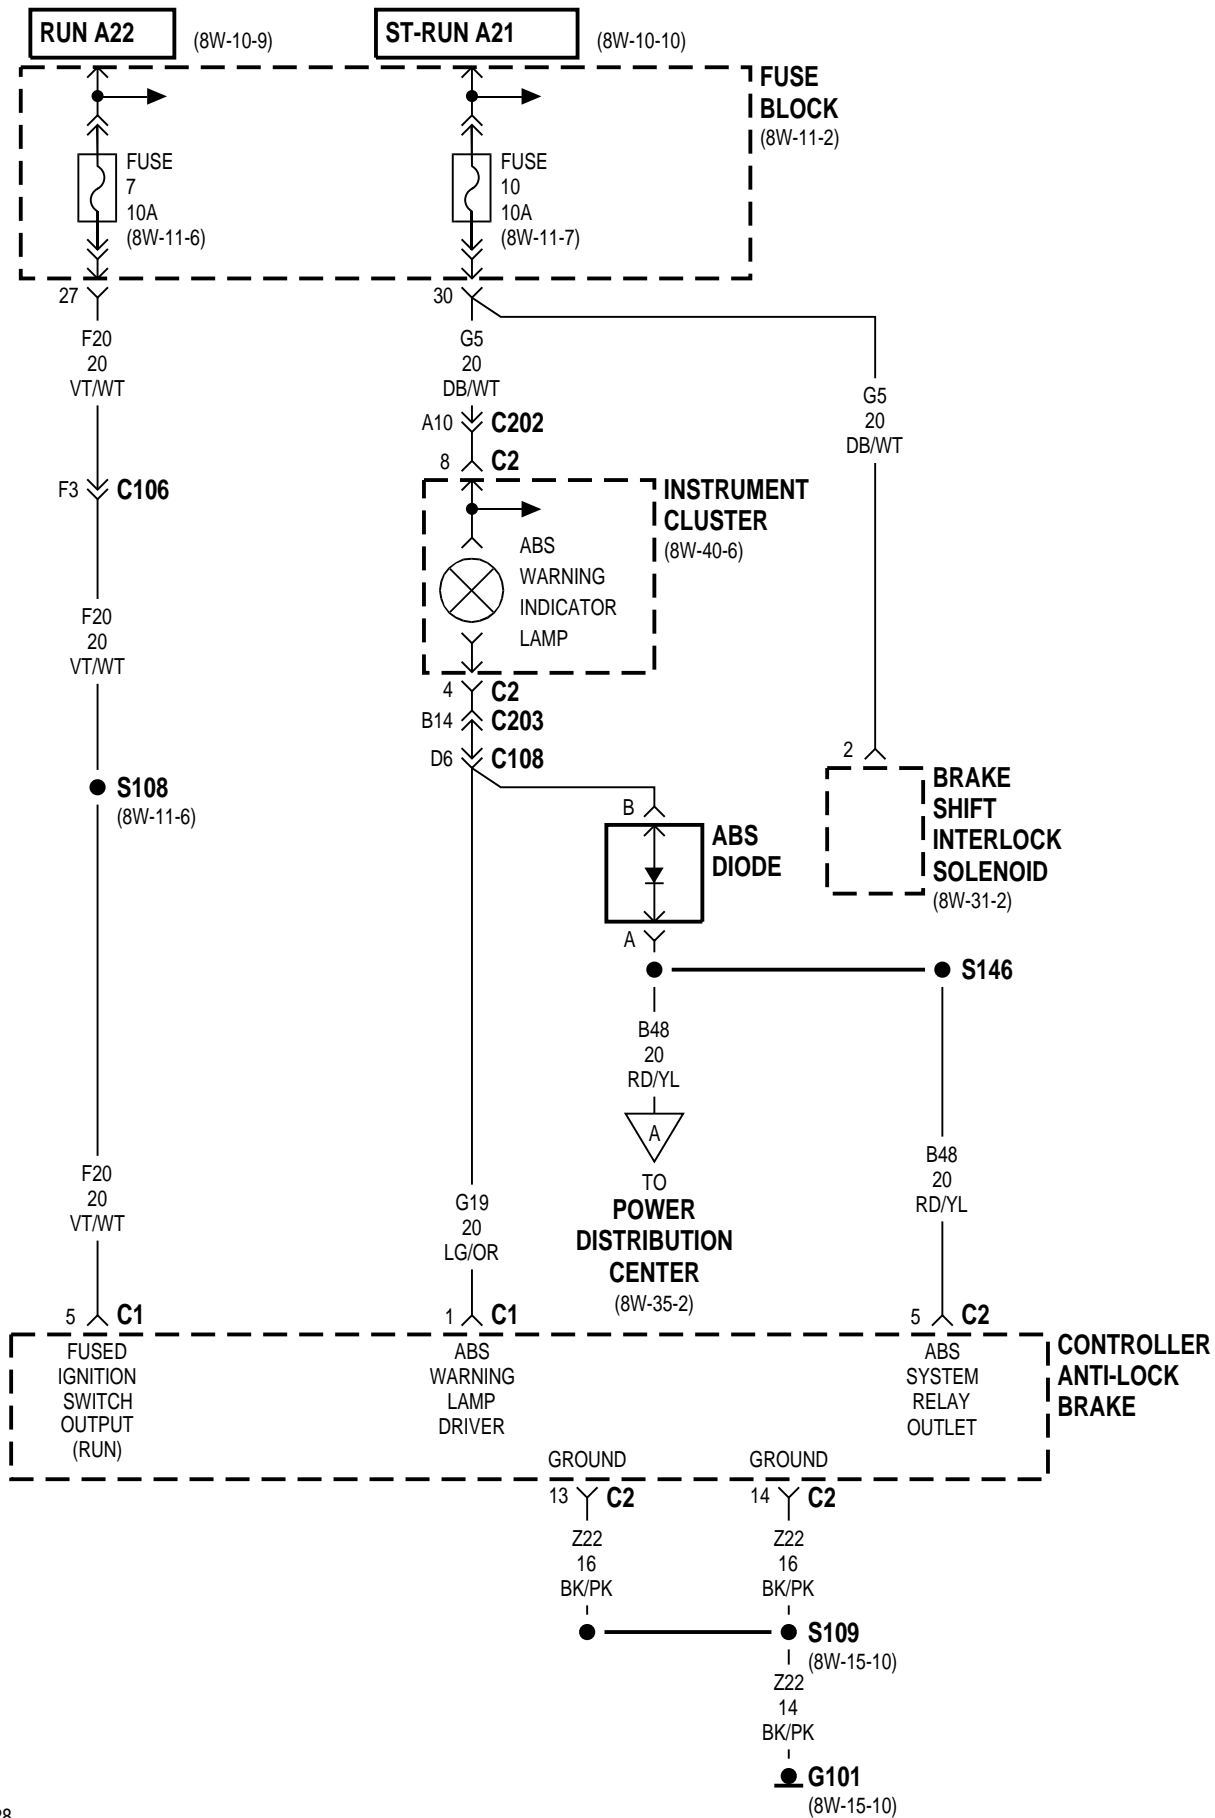 RUN A22
(8W-10-9)
ST-RUN A21
(8W-10-10)
FUSE
BLOCK
(8W-11-2)
FUSE
7
10A
(8W-11-6)
FUSE
10
10A
(8W-11-7)
27
30
F20
20
VT/WT
G5
20
DB/WT
G5
20
DB/WT
A10
C202
8
C2
F3
C106
INSTRUMENT
CLUSTER
(8W-40-6)
ABS
WARNING
INDICATOR
LAMP
F20
20
VT/WT
4
C2
B14
C203
D6
C108
2
S108
(8W-11-6)
B
ABS
DIODE
BRAKE
SHIFT
INTERLOCK
SOLENOID
(8W-31-2)
A
S146
B48
20
RD/YL
A
TO
POWER
DISTRIBUTION
CENTER
(8W-35-2)
B48
20
RD/YL
F20
20
VT/WT
G19
20
LG/OR
5
C1
1
C1
5
C2
FUSED
IGNITION
SWITCH
OUTPUT
(RUN)
ABS
WARNING
LAMP
DRIVER
ABS
SYSTEM
RELAY
OUTLET
CONTROLLER
ANTI-LOCK
BRAKE
GROUND
GROUND
13
C2
14
C2
Z22
16
BK/PK
Z22
16
BK/PK
S109
(8W-15-10)
Z22
14
BK/PK
G101
(8W-15-10)